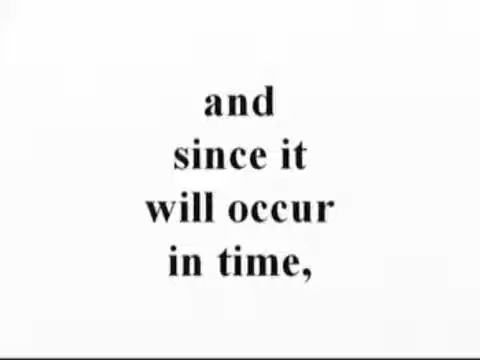 and
since it
will occur
in time,